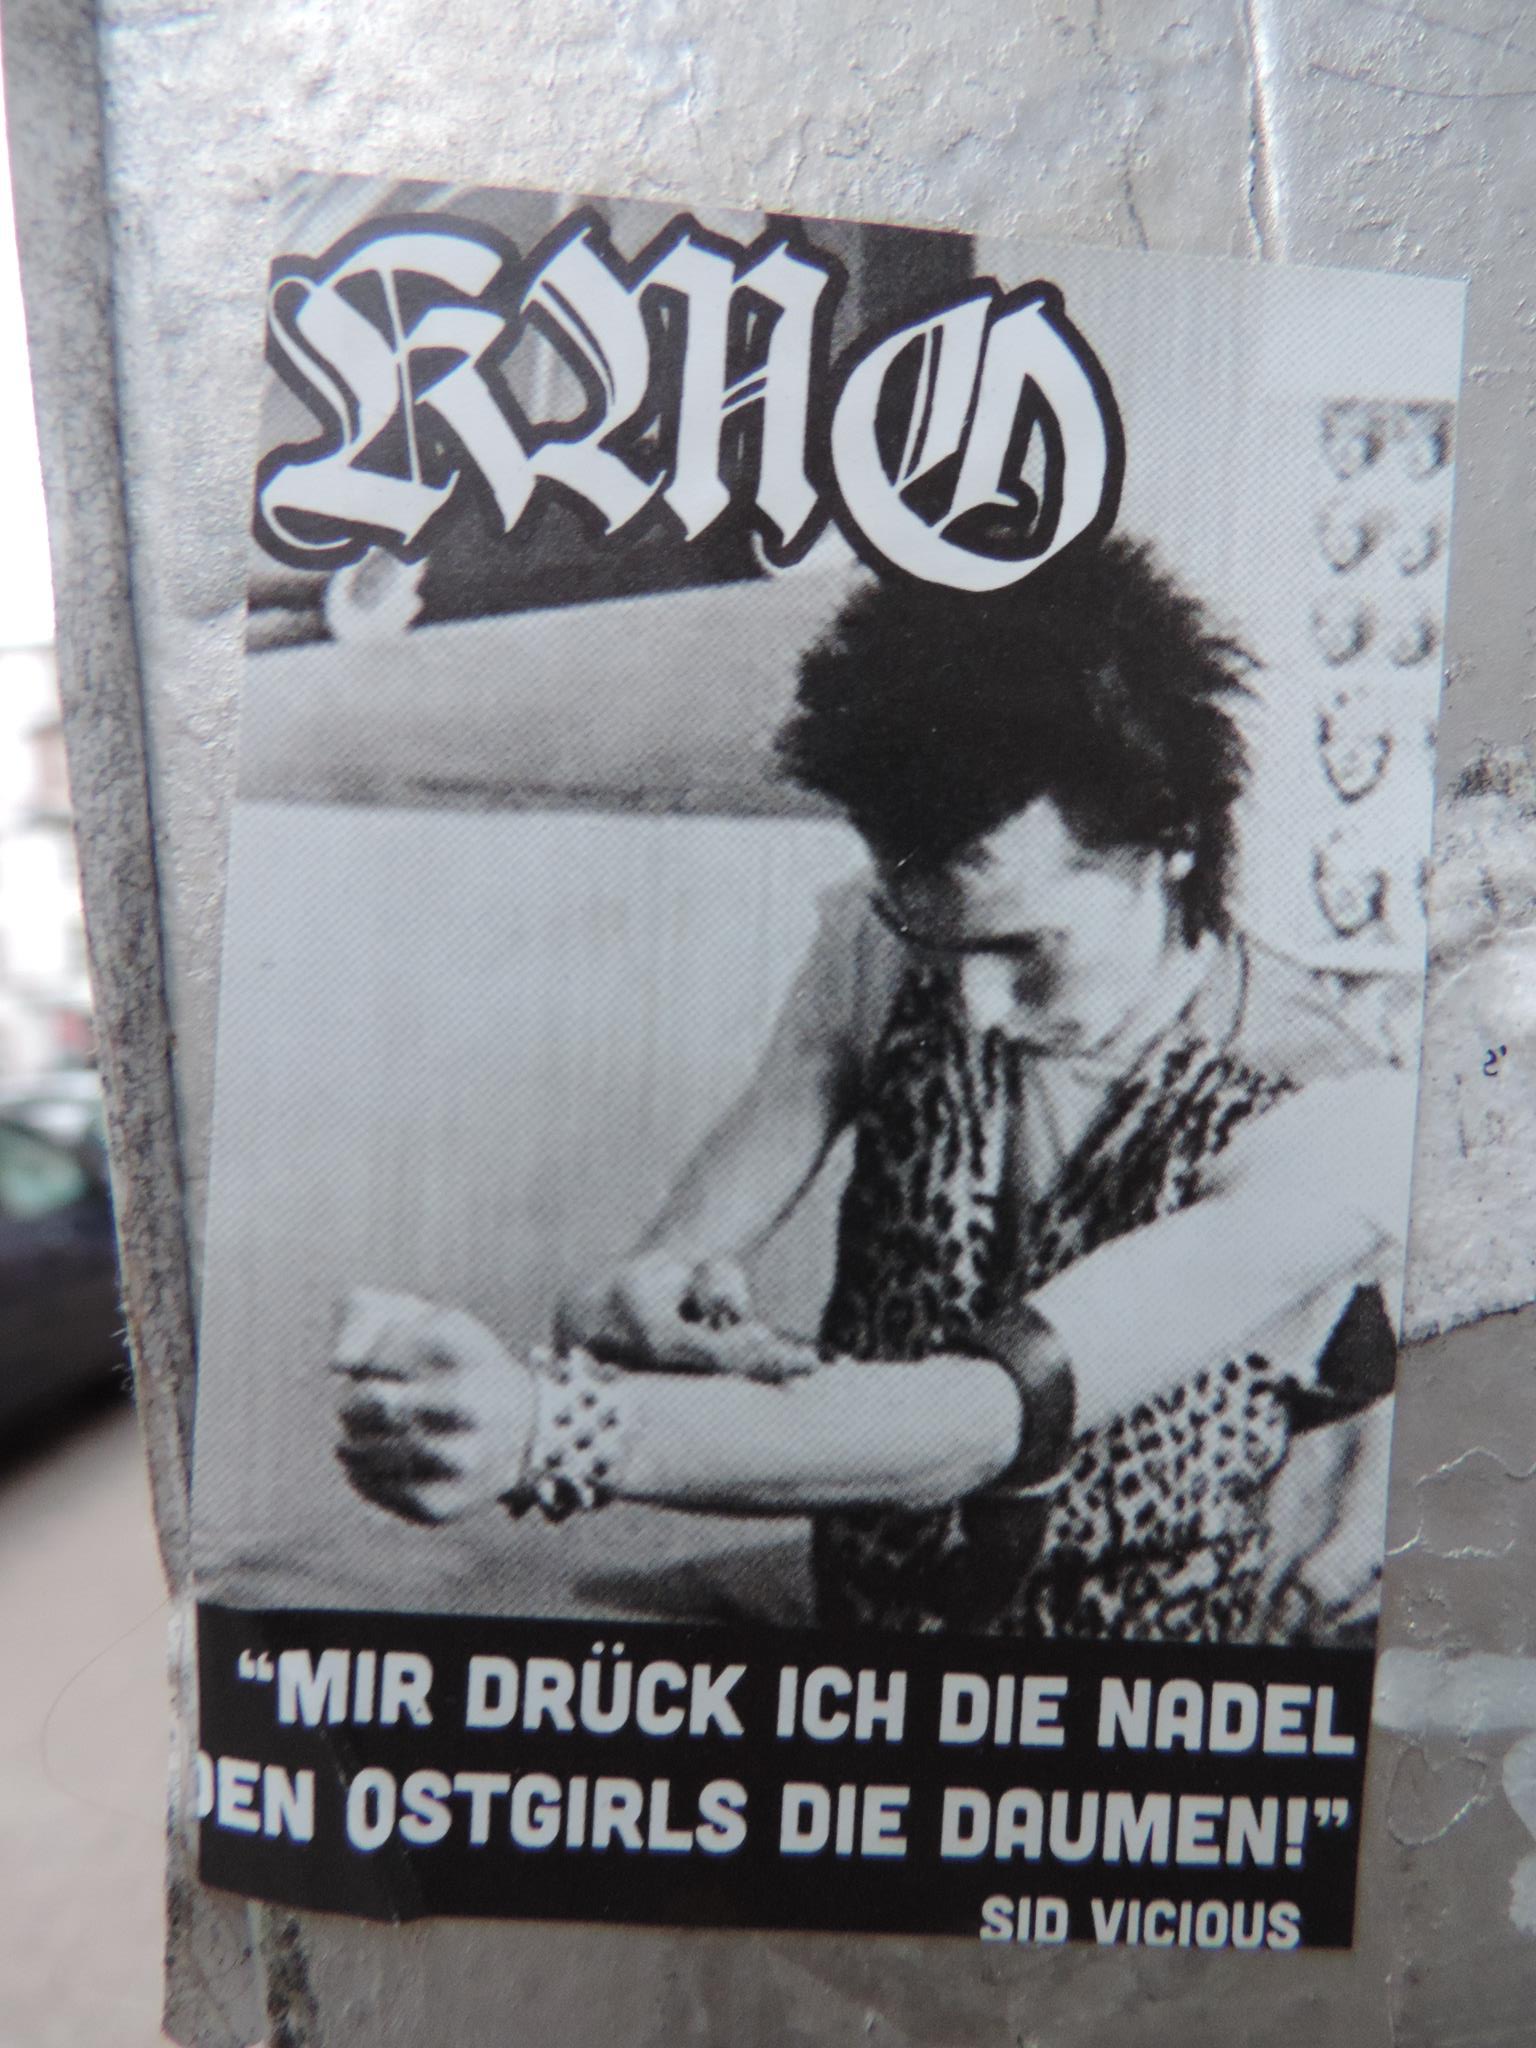 KMO
“MIR DRÜCK ICH DIE NADEL
DEN OSTGIRLS DIE DAUMEN!”
SID VICIOUS